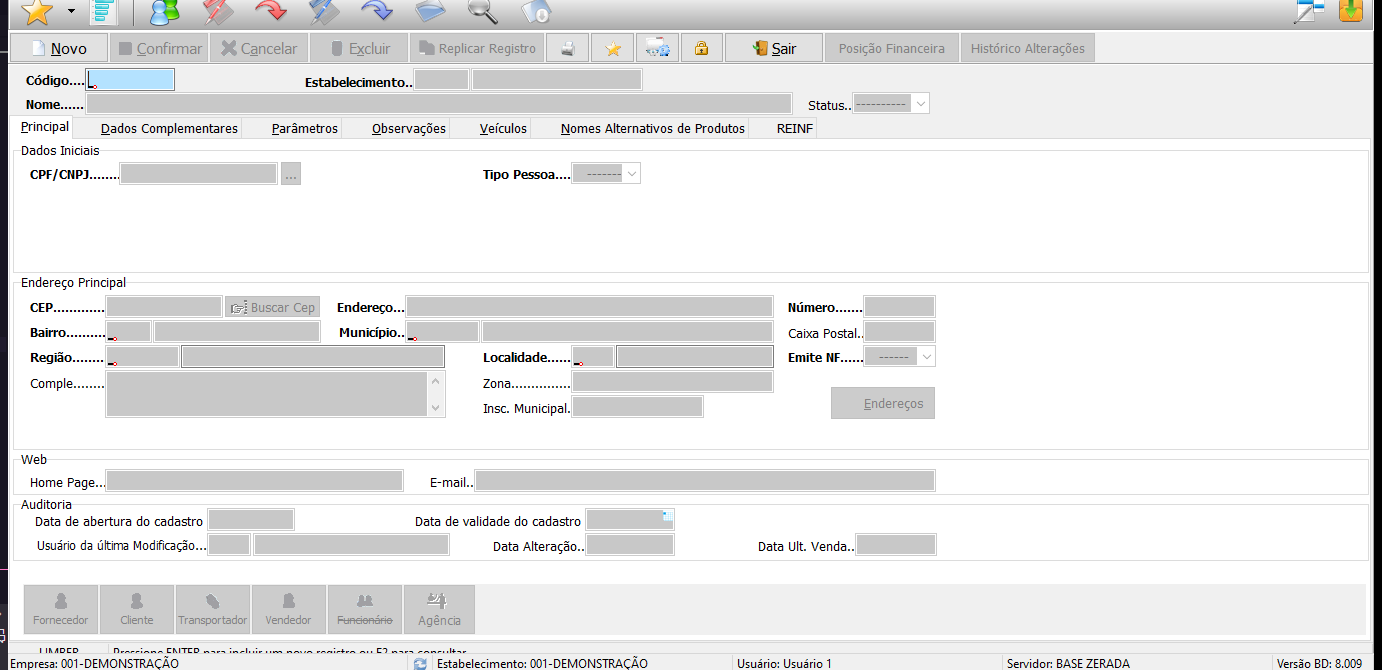 Novo Confirmar Cancelar Excluir Replicar Registro Sair Posição Financeira Histórico Alterações
Código.... Estabelecimento..
Nome...... Status.. ----------
Principal Dados Complementares Parâmetros Observações Veículos Nomes Alternativos de Produtos REINF
Dados Iniciais
CPF/CNPJ....... ... Tipo Pessoa.... -------
Endereço Principal
CEP............ Buscar Cep Endereço... Número.......
Bairro.......... Município.. Caixa Postal..
Região........ Localidade...... Emite NF...... ------
Comple........ Zona..............
Insc. Municipal. Endereços
Web
Home Page... E-mail..
Auditoria
Data de abertura do cadastro Data de validade do cadastro
Usuário da última Modificação... Data Alteração.. Data Ult. Venda..
Fornecedor Cliente Transportador Vendedor Funcionário Agência
LIMBER Pressione ENTER para incluir um novo registro ou F2 para consultar
Empresa: 001-DEMONSTRAÇÃO Estabelecimento: 001-DEMONSTRAÇÃO Usuário: Usuário 1 Servidor: BASE ZERADA Versão BD: 8.009